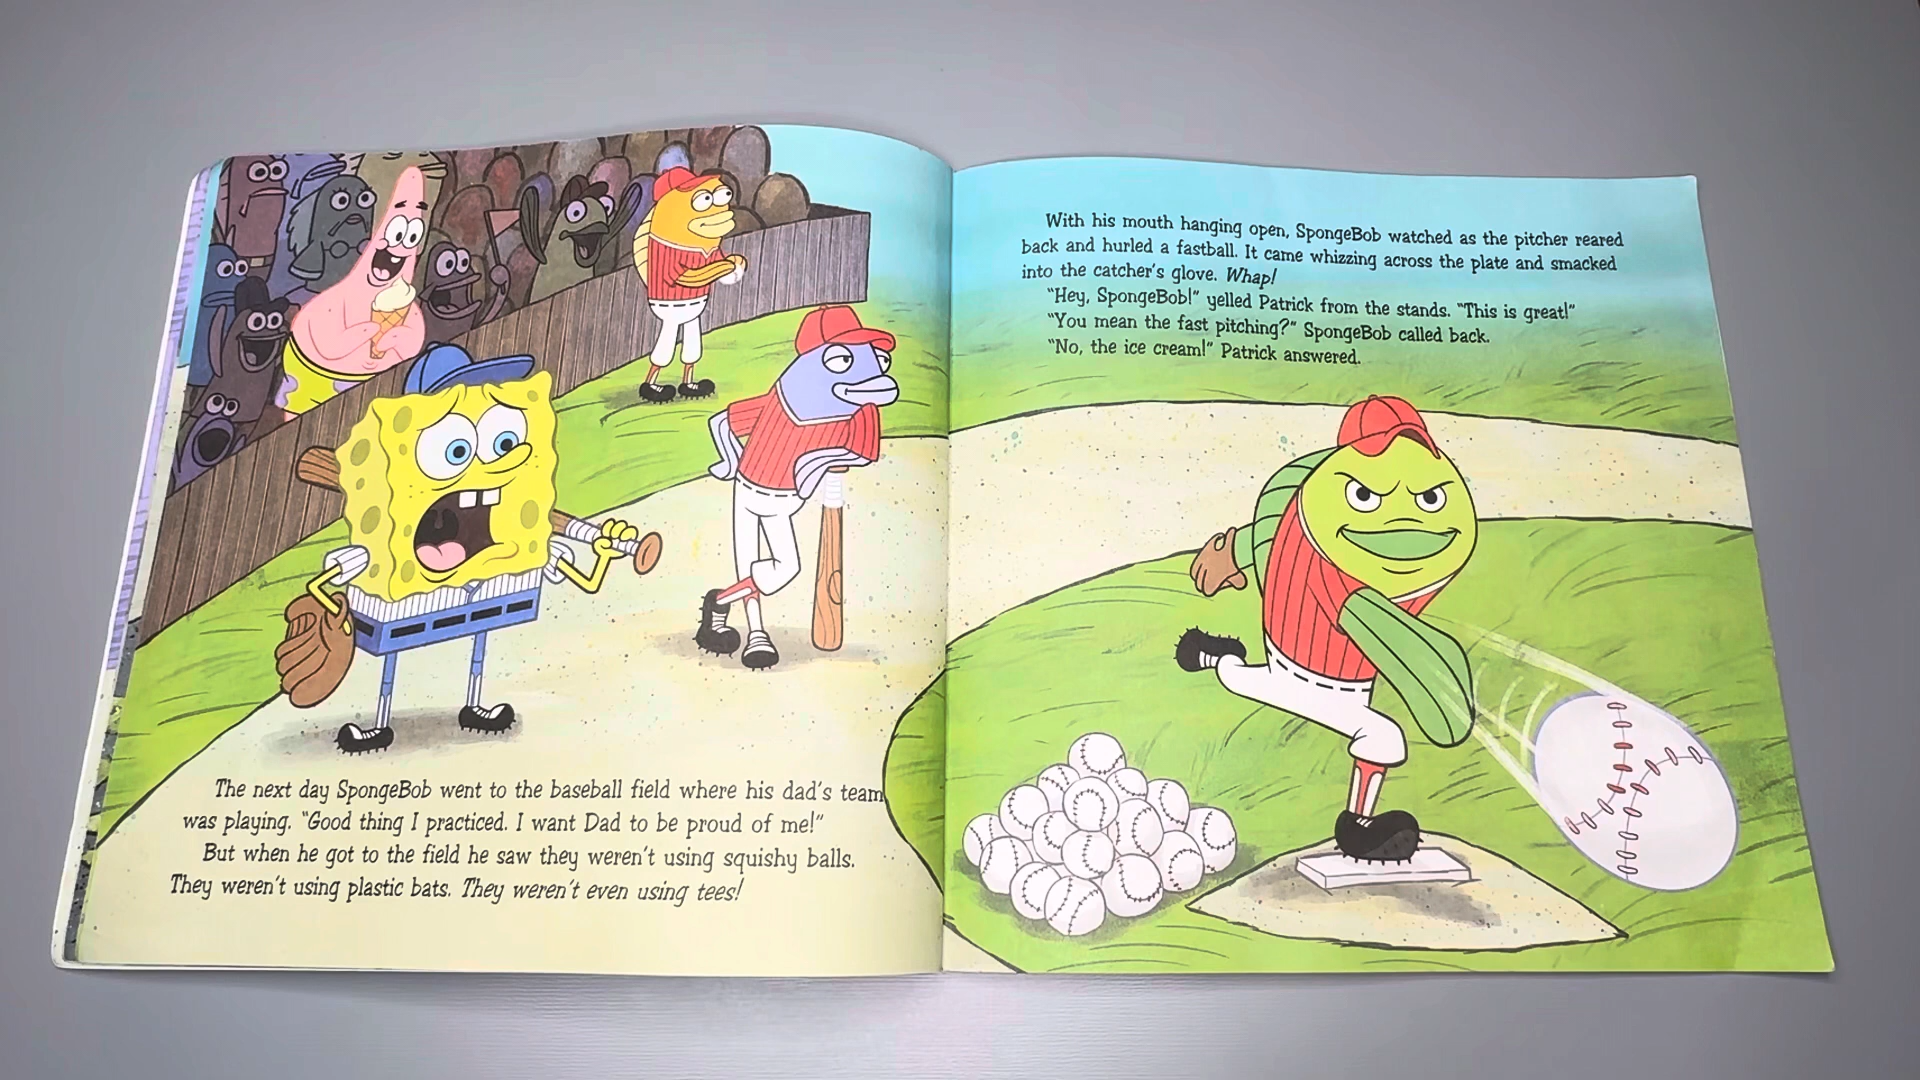 The next day SpongeBob went to the baseball field where his dad's team
was playing. "Good thing I practiced. I want Dad to be proud of me!"
But when he got to the field he saw they weren't using squishy balls.
They weren't using plastic bats. They weren't even using tees!
With his mouth hanging open, SpongeBob watched as the pitcher reared
back and hurled a fastball. It came whizzing across the plate and smacked
into the catcher's glove. Whap!
"Hey, SpongeBob!" yelled Patrick from the stands. "This is great!"
"You mean the fast pitching?" SpongeBob called back.
"No, the ice cream!" Patrick answered.